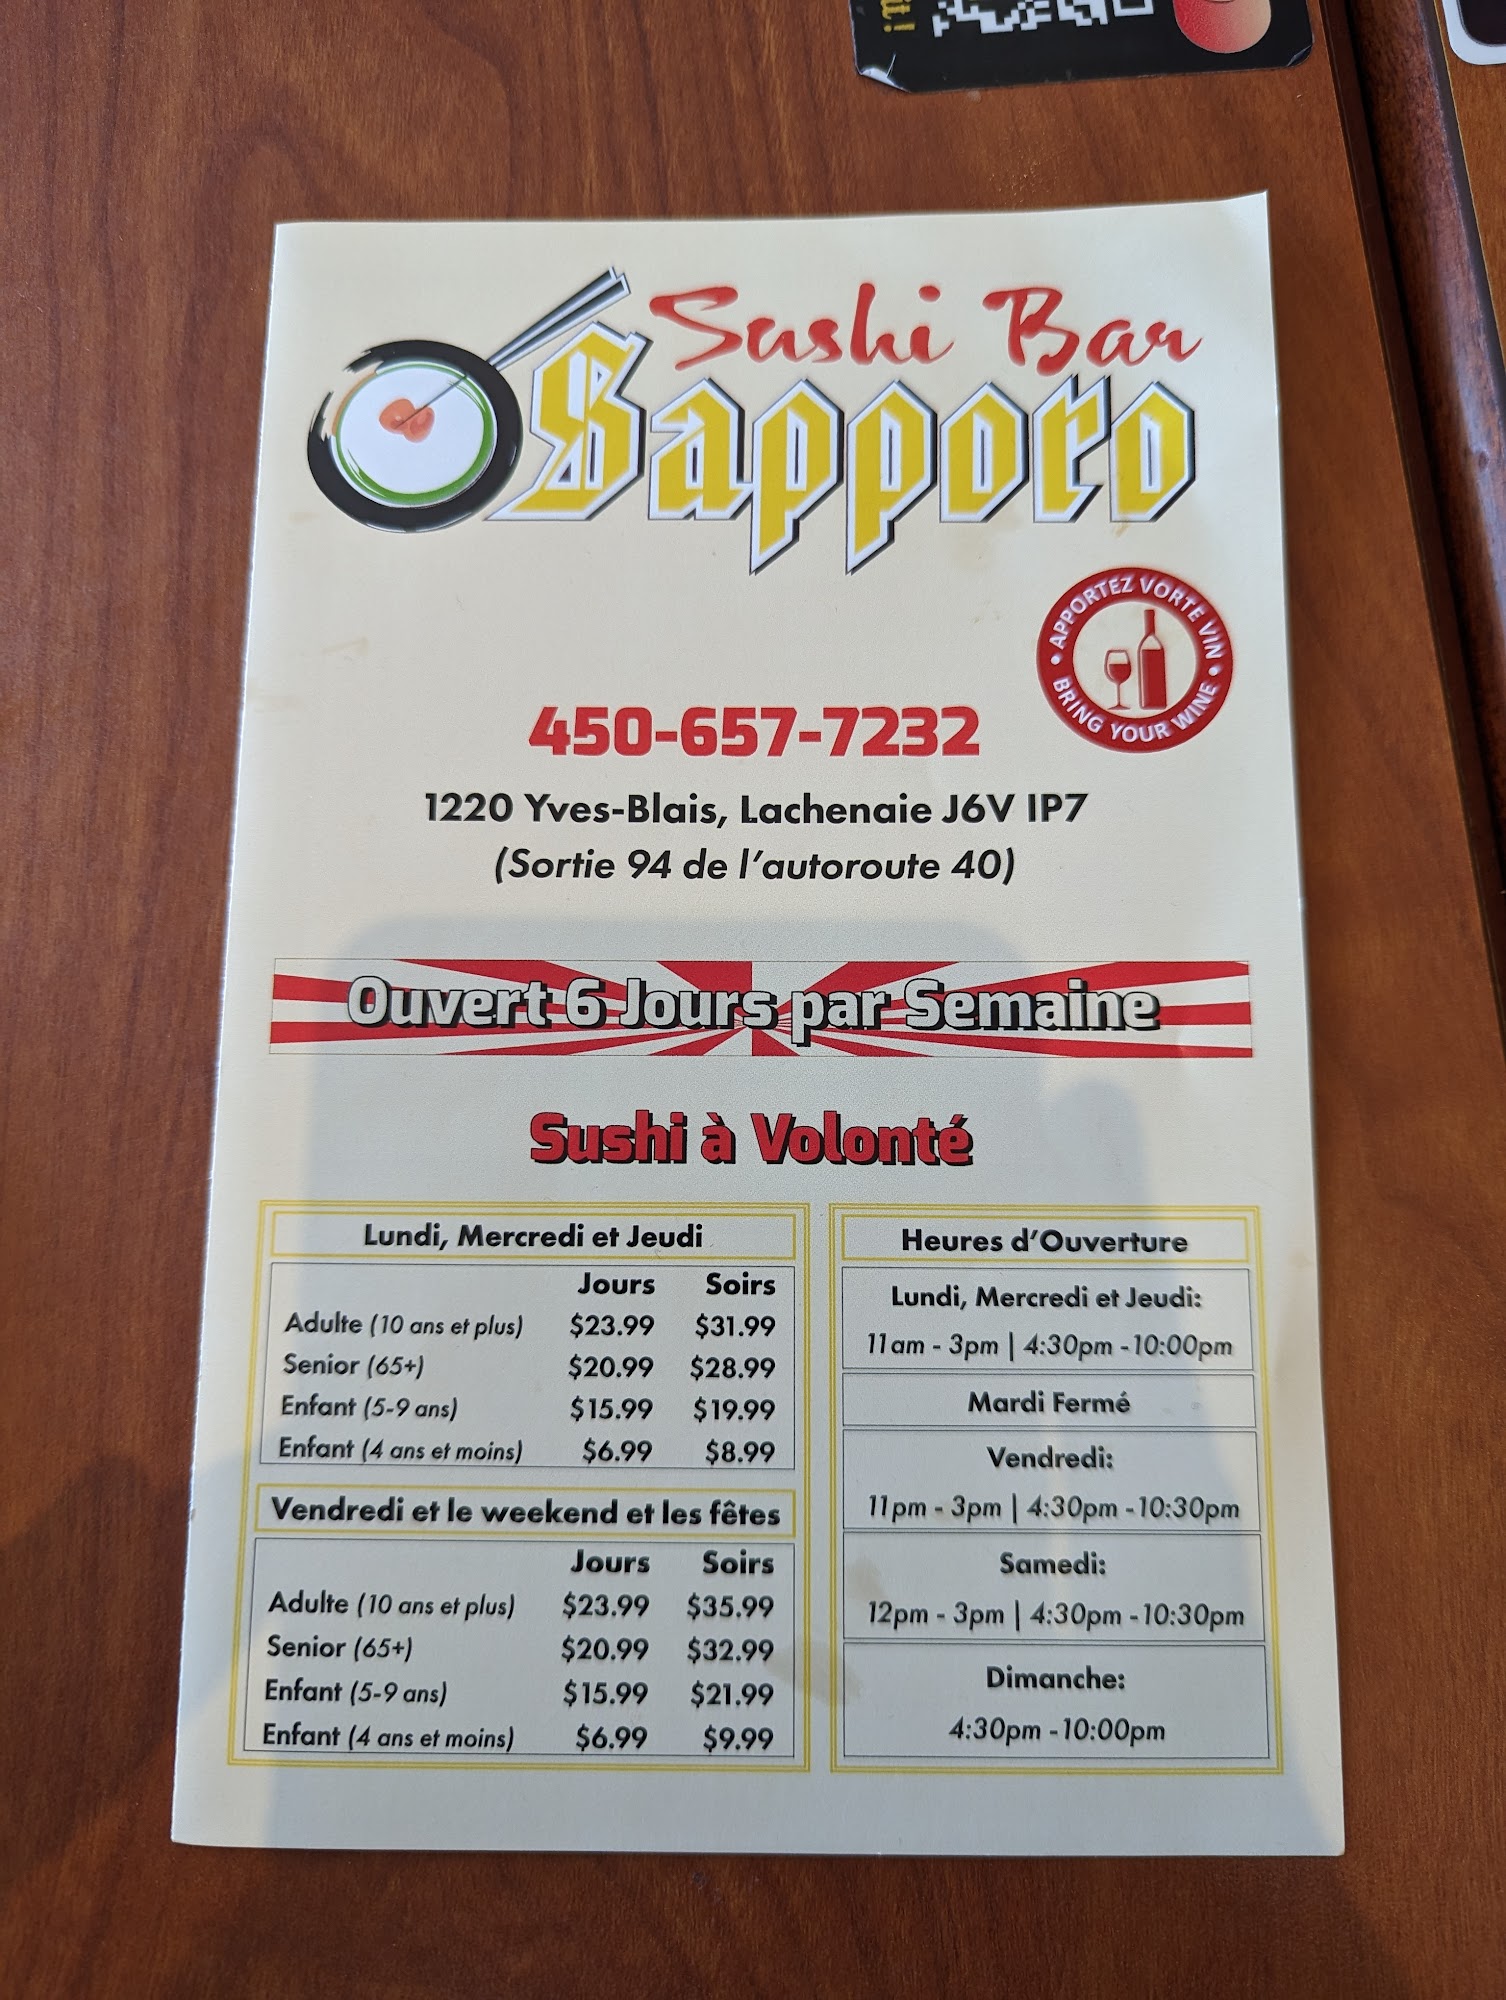 it!
Sushi Bar
Sapporo
• APPORTEZ VORTE VIN •
BRING YOUR WINE
450-657-7232
1220 Yves-Blais, Lachenaie J6V IP7
(Sortie 94 de l'autoroute 40)
Ouvert 6 Jours par Semaine
Sushi à Volonté
Lundi, Mercredi et Jeudi
Jours Soirs
Adulte (10 ans et plus) $23.99 $31.99
Senior (65+) $20.99 $28.99
Enfant (5-9 ans) $15.99 $19.99
Enfant (4 ans et moins) $6.99 $8.99
Vendredi et le weekend et les fêtes
Jours Soirs
Adulte (10 ans et plus) $23.99 $35.99
Senior (65+) $20.99 $32.99
Enfant (5-9 ans) $15.99 $21.99
Enfant (4 ans et moins) $6.99 $9.99
Heures d'Ouverture
Lundi, Mercredi et Jeudi:
11am - 3pm | 4:30pm -10:00pm
Mardi Fermé
Vendredi:
11pm - 3pm | 4:30pm -10:30pm
Samedi:
12pm - 3pm | 4:30pm -10:30pm
Dimanche:
4:30pm -10:00pm